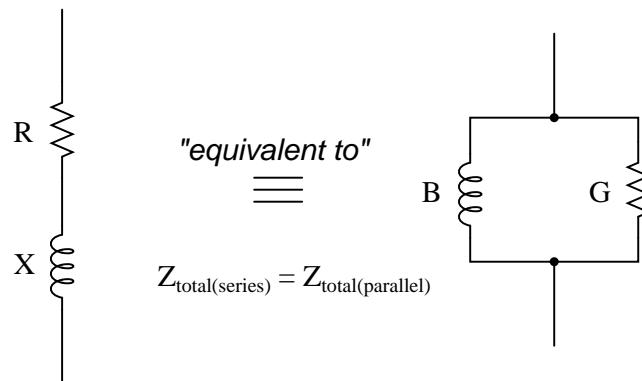 R
X
"equivalent to"
Z_total(series) = Z_total(parallel)
B
G